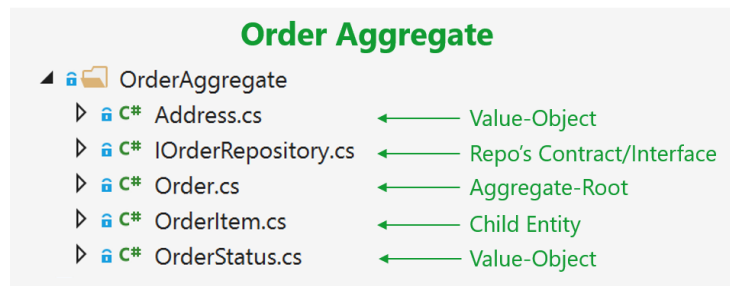 Order Aggregate
OrderAggregate
C# Address.cs Value-Object
C# IOrderRepository.cs Repo's Contract/Interface
C# Order.cs Aggregate-Root
C# OrderItem.cs Child Entity
C# OrderStatus.cs Value-Object